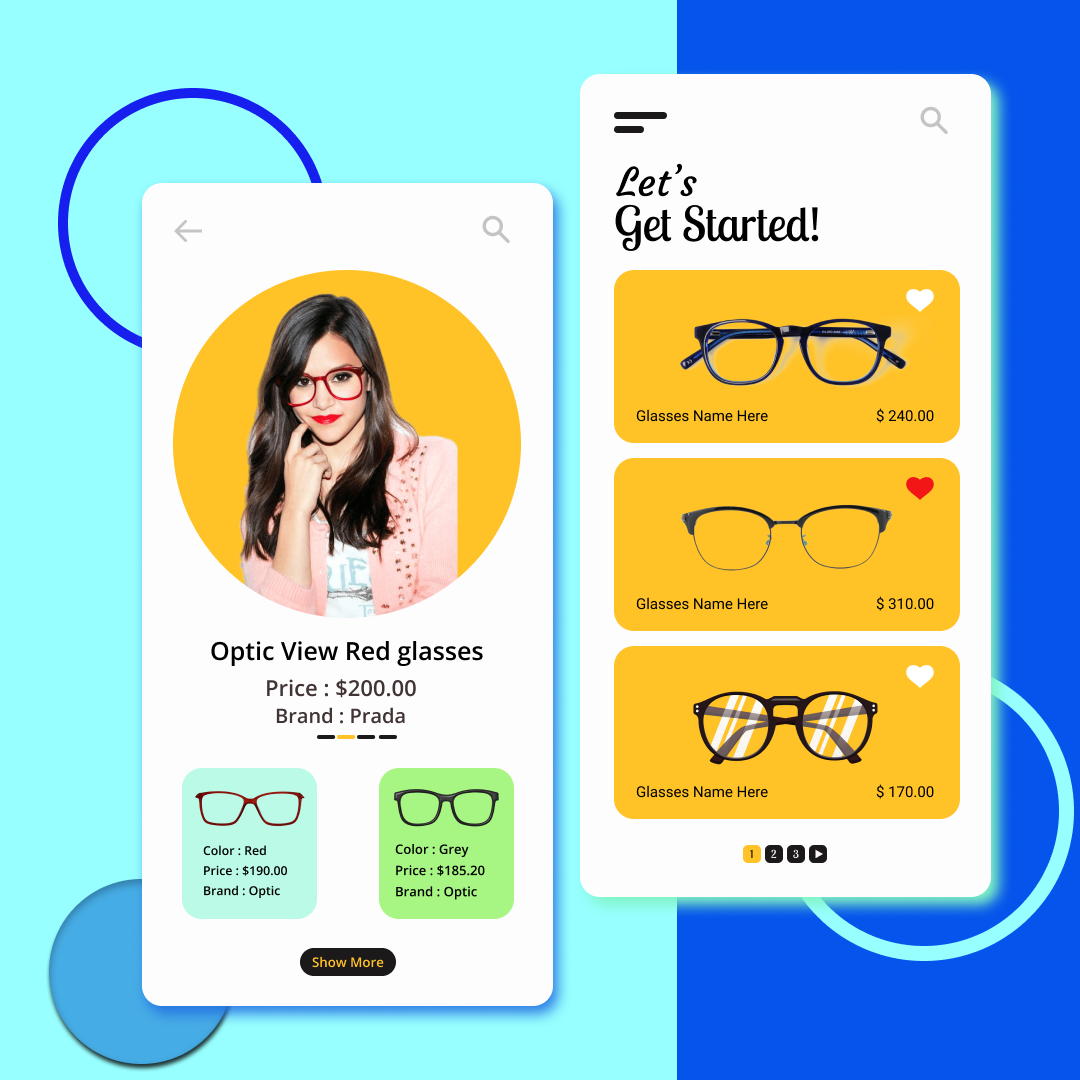 Optic View Red glasses
Price : $200.00
Brand : Prada
Color : Red
Price : $190.00
Brand : Optic
Color : Grey
Price : $185.20
Brand : Optic
Show More
Let's
Get Started!
Glasses Name Here
$ 240.00
Glasses Name Here
$ 310.00
Glasses Name Here
$ 170.00
1 2 3